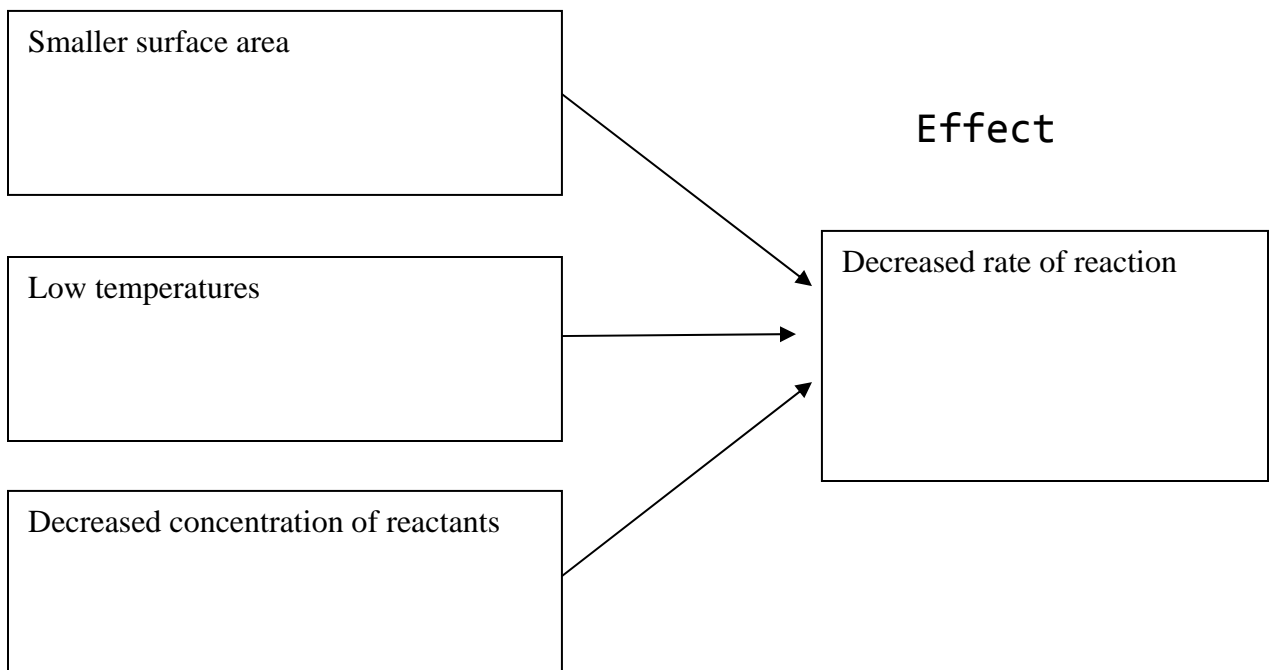 Smaller surface area
Effect
Decreased rate of reaction
Low temperatures
Decreased concentration of reactants